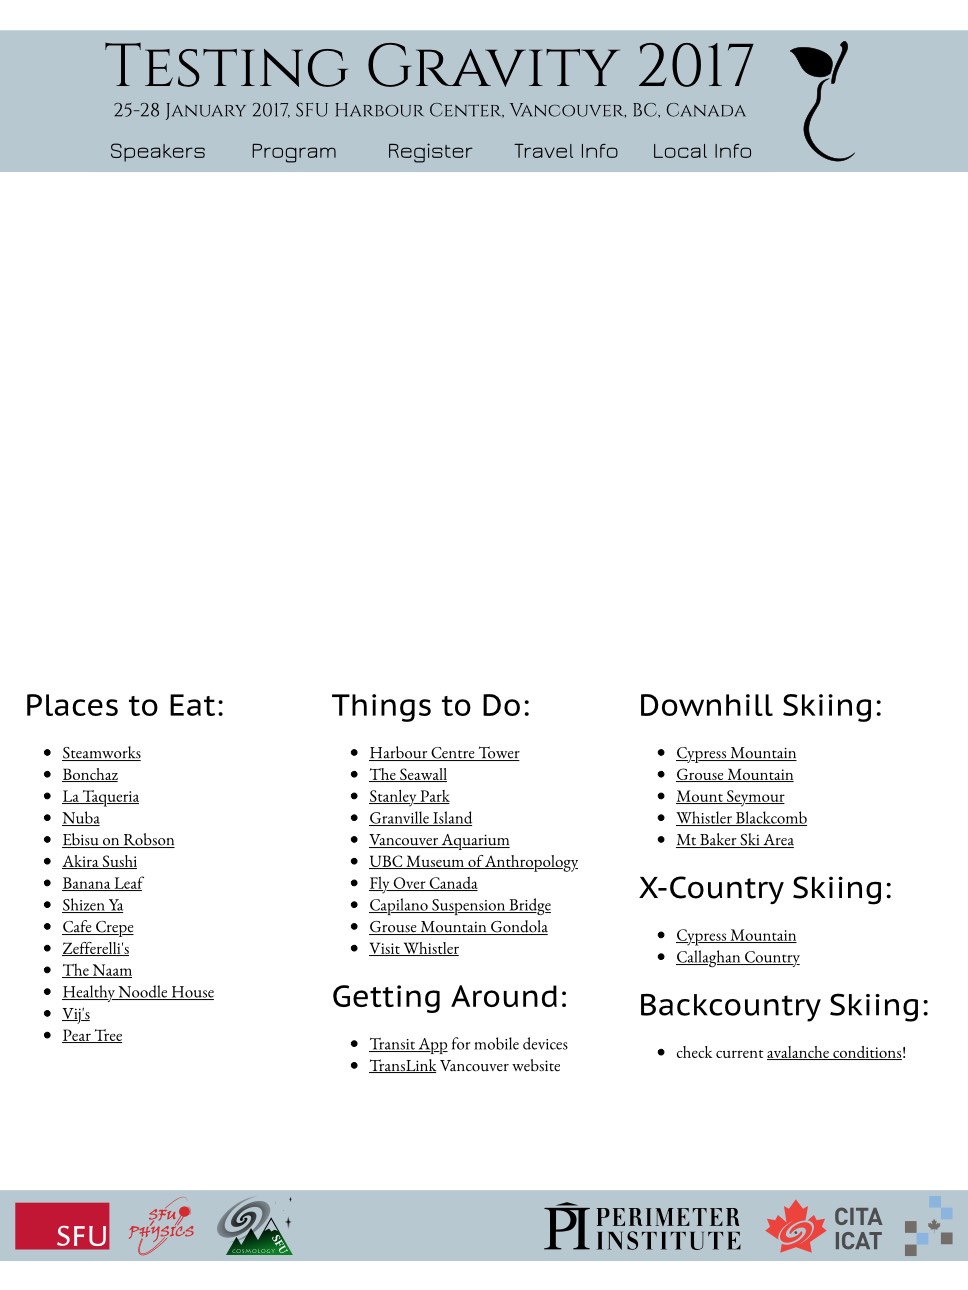 Testing Gravity 2017
25-28 January 2017, SFU Harbour Center, Vancouver, BC, Canada
Speakers Program Register Travel Info Local Info
Places to Eat:
Steamworks
Bonchaz
La Taqueria
Nuba
Ebisu on Robson
Akira Sushi
Banana Leaf
Shizen Ya
Cafe Crepe
Zefferelli's
The Naam
Healthy Noodle House
Vij's
Pear Tree
Things to Do:
Harbour Centre Tower
The Seawall
Stanley Park
Granville Island
Vancouver Aquarium
UBC Museum of Anthropology
Fly Over Canada
Capilano Suspension Bridge
Grouse Mountain Gondola
Visit Whistler
Getting Around:
Transit App for mobile devices
TransLink Vancouver website
Downhill Skiing:
Cypress Mountain
Grouse Mountain
Mount Seymour
Whistler Blackcomb
Mt Baker Ski Area
X-Country Skiing:
Cypress Mountain
Callaghan Country
Backcountry Skiing:
check current avalanche conditions!
SFU
SFU
PHYSICS
SFU
COSMOLOGY
PI
PERIMETER
INSTITUTE
CITA
ICAT